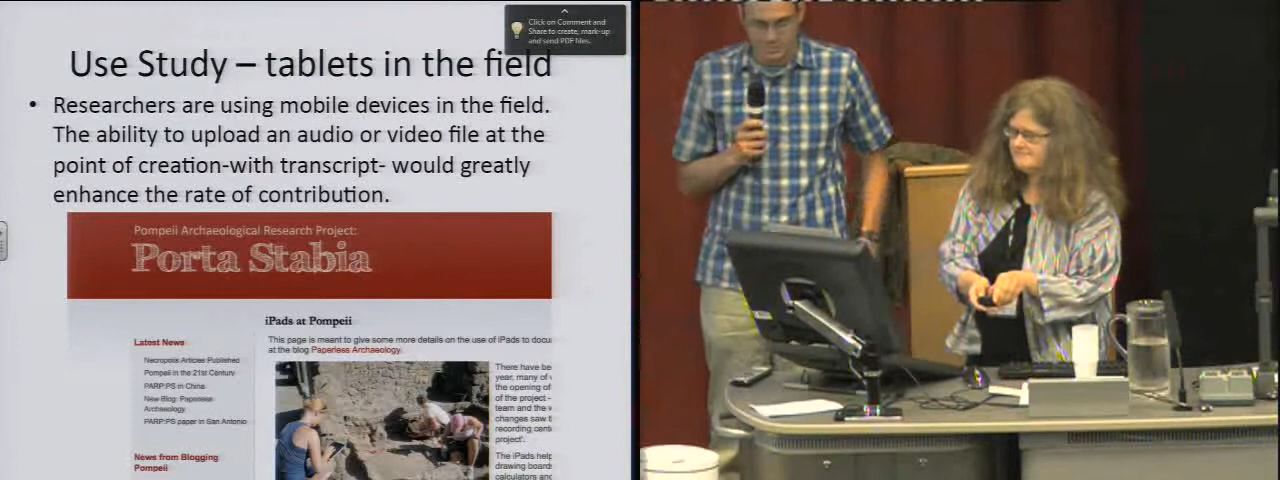 Click on Comment and
Share to create, mark-up
and send PDF files.
Use Study – tablets in the field
• Researchers are using mobile devices in the field.
The ability to upload an audio or video file at the
point of creation-with transcript- would greatly
enhance the rate of contribution.
Pompeii Archaeological Research Project:
Porta Stabia
iPads at Pompeii
This page is meant to give some more details on the use of iPads to docu
at the blog Paperless Archaeology.
Latest News
Necropolis Articles Published
Pompeii in the 21st Century
PARP:PS in China
New Blog: Paperless
Archaeology
PARP:PS paper in San Antonio
News from Blogging
Pompeii
There have be
year, many of
the opening of
of the project -
team and the
changes saw
recording
project'.
The iPads help
drawing board
calculators an